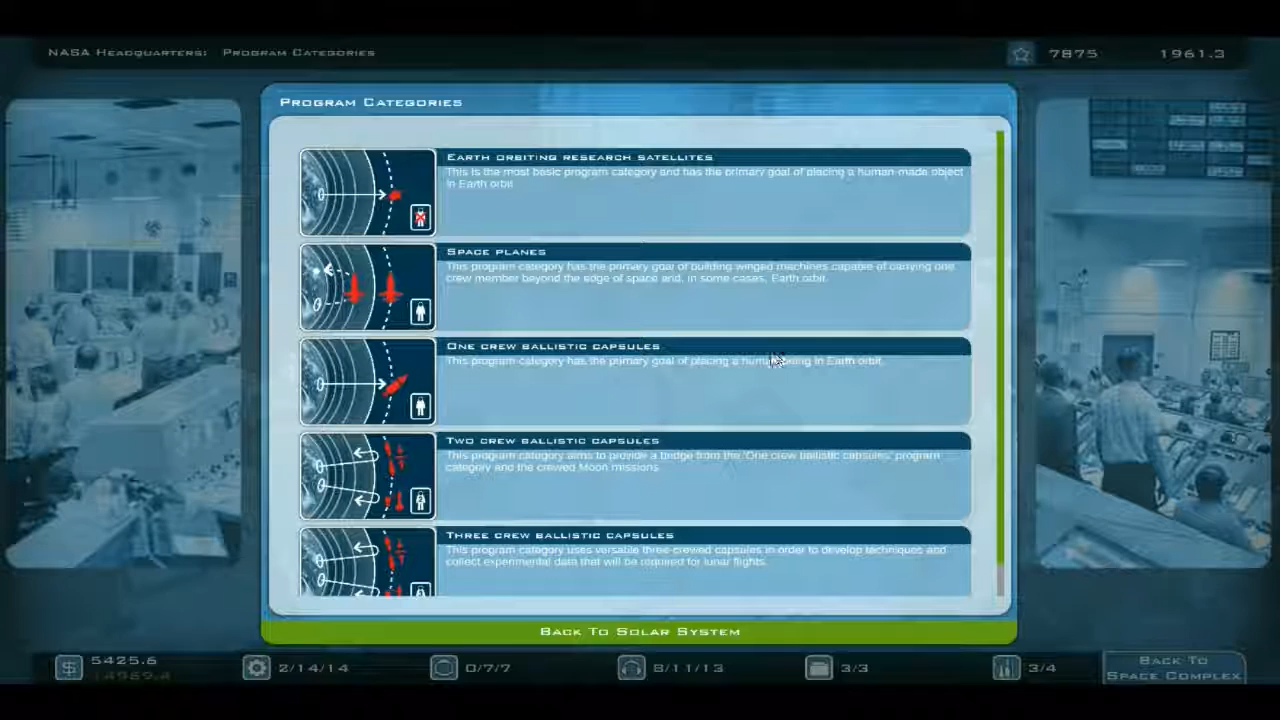 NASA Headquarters: Program Categories
7875
1961.3
Program Categories
Earth orbiting research satellites
This is the most basic program category and has the primary goal of placing a human-made object
in Earth orbit.
Space planes
This program category has the primary goal of building winged machines capable of carrying one
crew member beyond the edge of space and, in some cases, Earth orbit.
One crew ballistic capsules
This program category has the primary goal of placing a human being in Earth orbit.
Two crew ballistic capsules
This program category aims to provide a bridge from the 'One crew ballistic capsules' program
category and the crewed Moon missions.
Three crew ballistic capsules
This program category uses versatile three-crewed capsules in order to develop techniques and
collect experimental data that will be required for lunar flights.
Back To Solar System
5425.6
14969.4
2/14/14
0/7/7
8/11/13
3/3
3/4
Back To
Space Complex